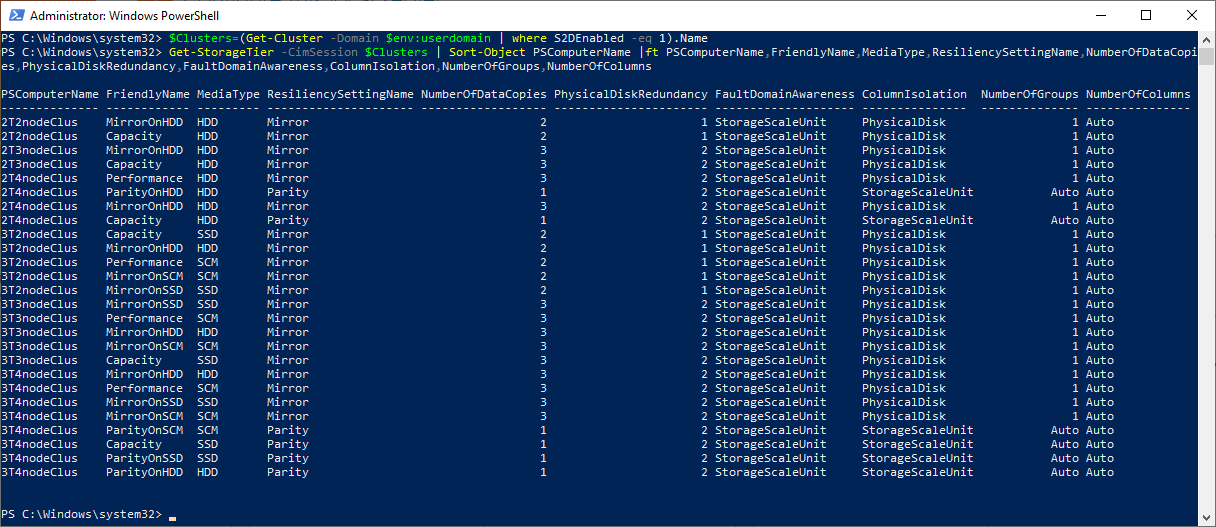 Administrator: Windows PowerShell
PS C:\Windows\system32> $Clusters=(Get-Cluster -Domain $env:userdomain | where S2DEnabled -eq 1).Name
PS C:\Windows\system32> Get-StorageTier -CimSession $Clusters | Sort-Object PSComputerName |ft PSComputerName,FriendlyName,MediaType,ResiliencySettingName,NumberOfDataCopi
es,PhysicalDiskRedundancy,FaultDomainAwareness,ColumnIsolation,NumberOfGroups,NumberOfColumns
PSComputerName FriendlyName MediaType ResiliencySettingName NumberOfDataCopies PhysicalDiskRedundancy FaultDomainAwareness ColumnIsolation NumberOfGroups NumberOfColumns
-------------- ------------ --------- --------------------- ------------------ ---------------------- -------------------- --------------- -------------- ---------------
2T2nodeClus MirrorOnHDD HDD Mirror 2 1 StorageScaleUnit PhysicalDisk 1 Auto
2T2nodeClus Capacity HDD Mirror 2 1 StorageScaleUnit PhysicalDisk 1 Auto
2T3nodeClus MirrorOnHDD HDD Mirror 3 2 StorageScaleUnit PhysicalDisk 1 Auto
2T3nodeClus Capacity HDD Mirror 3 2 StorageScaleUnit PhysicalDisk 1 Auto
2T4nodeClus Performance HDD Mirror 3 2 StorageScaleUnit PhysicalDisk 1 Auto
2T4nodeClus ParityOnHDD HDD Parity 1 2 StorageScaleUnit StorageScaleUnit Auto Auto
2T4nodeClus MirrorOnHDD HDD Mirror 3 2 StorageScaleUnit PhysicalDisk 1 Auto
2T4nodeClus Capacity HDD Parity 1 2 StorageScaleUnit StorageScaleUnit Auto Auto
3T2nodeClus Capacity SSD Mirror 2 1 StorageScaleUnit PhysicalDisk 1 Auto
3T2nodeClus MirrorOnHDD HDD Mirror 2 1 StorageScaleUnit PhysicalDisk 1 Auto
3T2nodeClus Performance SCM Mirror 2 1 StorageScaleUnit PhysicalDisk 1 Auto
3T2nodeClus MirrorOnSCM SCM Mirror 2 1 StorageScaleUnit PhysicalDisk 1 Auto
3T2nodeClus MirrorOnSSD SSD Mirror 2 1 StorageScaleUnit PhysicalDisk 1 Auto
3T3nodeClus MirrorOnSSD SSD Mirror 3 2 StorageScaleUnit PhysicalDisk 1 Auto
3T3nodeClus Performance SCM Mirror 3 2 StorageScaleUnit PhysicalDisk 1 Auto
3T3nodeClus MirrorOnHDD HDD Mirror 3 2 StorageScaleUnit PhysicalDisk 1 Auto
3T3nodeClus MirrorOnSCM SCM Mirror 3 2 StorageScaleUnit PhysicalDisk 1 Auto
3T3nodeClus Capacity SSD Mirror 3 2 StorageScaleUnit PhysicalDisk 1 Auto
3T4nodeClus MirrorOnHDD HDD Mirror 3 2 StorageScaleUnit PhysicalDisk 1 Auto
3T4nodeClus Performance SCM Mirror 3 2 StorageScaleUnit PhysicalDisk 1 Auto
3T4nodeClus MirrorOnSSD SSD Mirror 3 2 StorageScaleUnit PhysicalDisk 1 Auto
3T4nodeClus MirrorOnSCM SCM Mirror 3 2 StorageScaleUnit PhysicalDisk 1 Auto
3T4nodeClus ParityOnSCM SCM Parity 1 2 StorageScaleUnit StorageScaleUnit Auto Auto
3T4nodeClus Capacity SSD Parity 1 2 StorageScaleUnit StorageScaleUnit Auto Auto
3T4nodeClus ParityOnSSD SSD Parity 1 2 StorageScaleUnit StorageScaleUnit Auto Auto
3T4nodeClus ParityOnHDD HDD Parity 1 2 StorageScaleUnit StorageScaleUnit Auto Auto
PS C:\Windows\system32>